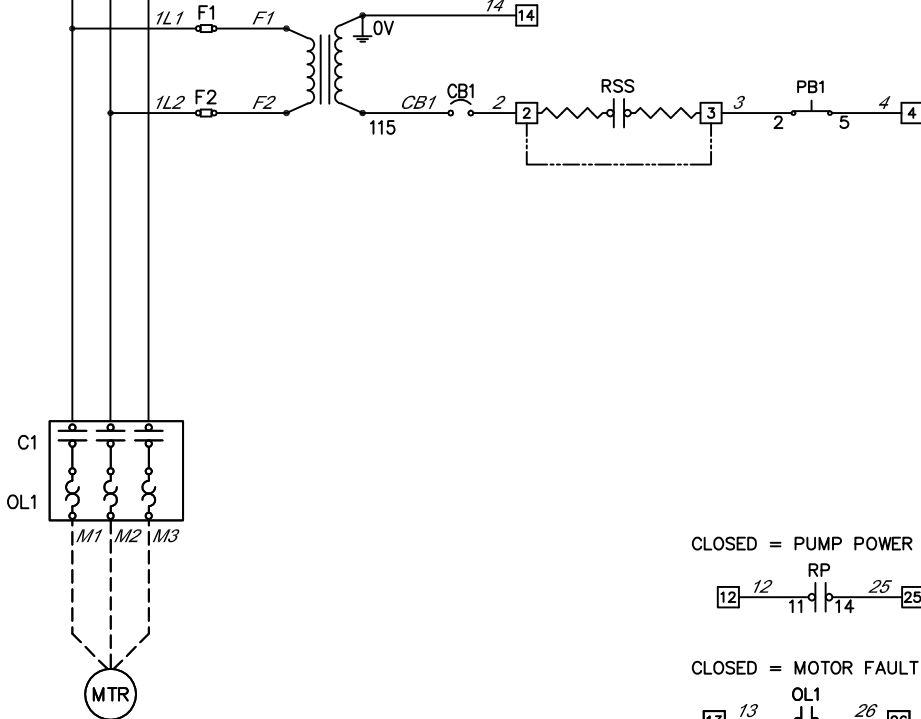 14
1L1 F1 F1 14
0V
1L2 F2 F2 CB1 CB1 2 2 RSS 3 3 PB1 4 4
115 2 5
C1
OL1
M1 M2 M3
CLOSED = PUMP POWER
RP
12 12 25 25
11 14
MTR
CLOSED = MOTOR FAULT
OL1
13 26